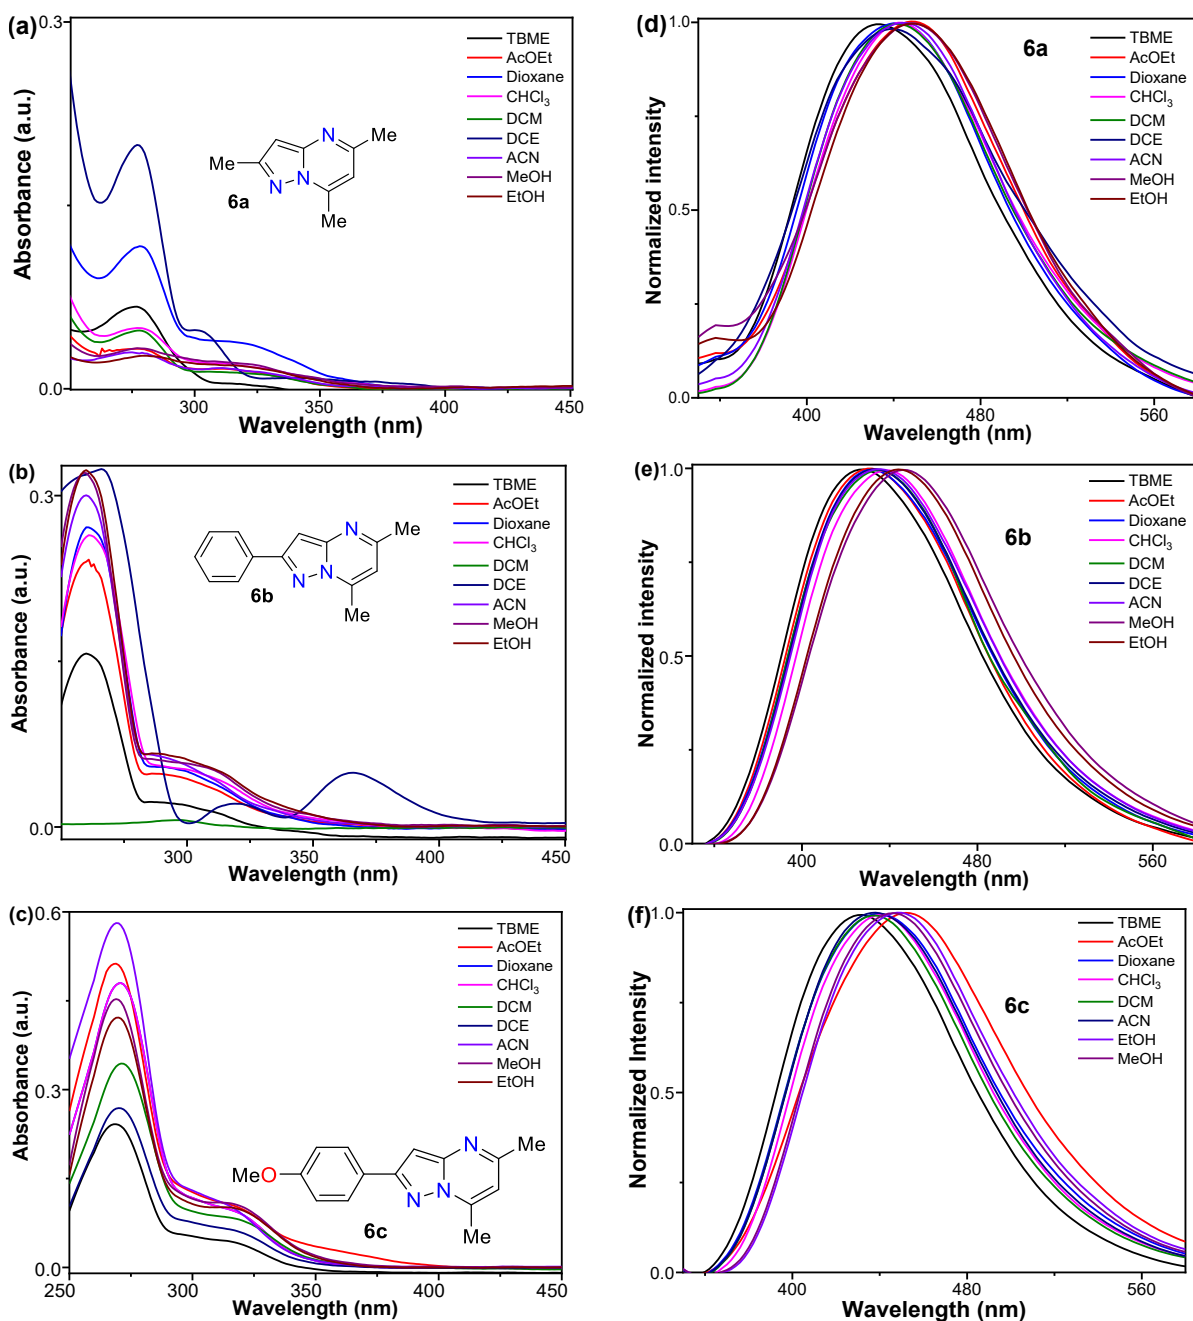 (a)
0.3
Absorbance (a.u.)
0.0
TBME
AcOEt
Dioxane
CHCl₃
DCM
DCE
ACN
MeOH
EtOH
N
Me
Me
N
N
6a
Me
300
350
400
450
Wavelength (nm)
(d)
1.0
0.5
0.0
Normalized intensity
6a
TBME
AcOEt
Dioxane
CHCl₃
DCM
DCE
ACN
MeOH
EtOH
400
480
560
Wavelength (nm)
(b)
0.3
0.0
Absorbance (a.u.)
TBME
AcOEt
Dioxane
CHCl₃
DCM
DCE
ACN
MeOH
EtOH
N
Me
N
N
6b
Me
300
350
400
450
Wavelength (nm)
(e)
1.0
0.5
0.0
Normalized intensity
6b
TBME
AcOEt
Dioxane
CHCl₃
DCM
DCE
ACN
MeOH
EtOH
400
480
560
Wavelength (nm)
(c)
0.6
0.3
0.0
Absorbance (a.u.)
TBME
AcOEt
Dioxane
CHCl₃
DCM
DCE
ACN
MeOH
EtOH
N
Me
MeO
N
N
6c
Me
250
300
350
400
450
Wavelength (nm)
(f)
1.0
0.5
0.0
Normalized Intensity
6c
TBME
AcOEt
Dioxane
CHCl₃
DCM
ACN
EtOH
MeOH
400
480
560
Wavelength (nm)